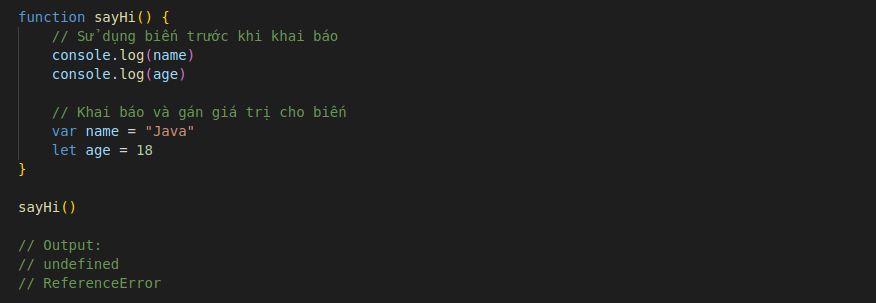 function sayHi() {
// Sử dụng biến trước khi khai báo
console.log(name)
console.log(age)
// Khai báo và gán giá trị cho biến
var name = "Java"
let age = 18
}
sayHi()
// Output:
// undefined
// ReferenceError